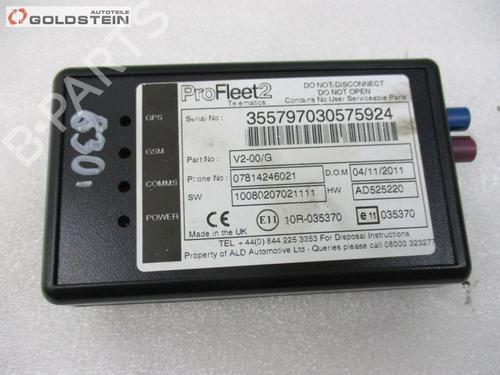 Automobile
GOLDSTEIN
B-PARTS
630i
ProFleet2
Telematics
DO NOT DISCONNECT
DO NOT OPEN
Contains No User Serviceable Parts
GPS
GSM
COMMS
POWER
Serial No: 355797030575924
Part No: V2-00/G
Phone No: 07814246021 D.O.M 04/11/2011
SW 10080207021111 HW AD525220
CE E11 10R-035370 e11 035370
Made in the UK
TEL +44(0) 844 225 3353 For Disposal Instructions
Property of ALD Automotive Ltd - Queries please call 08000 323277